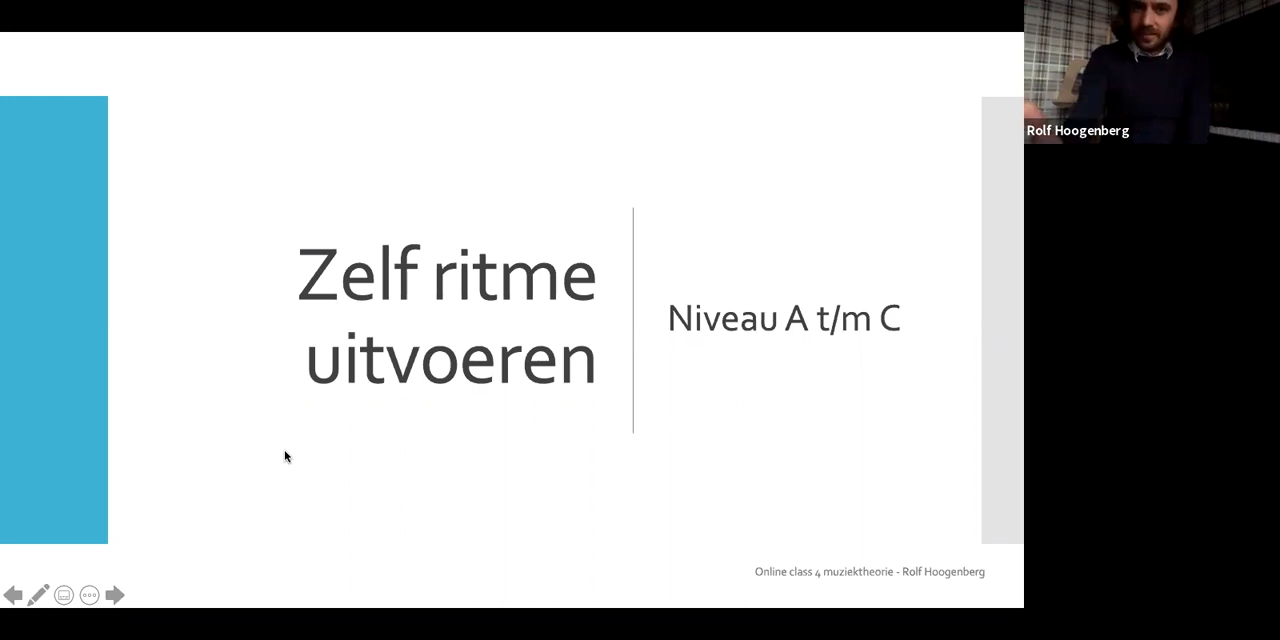 Zelf ritme
uitvoeren
Niveau A t/m C
Online class 4 muziektheorie - Rolf Hoogenberg
Rolf Hoogenberg